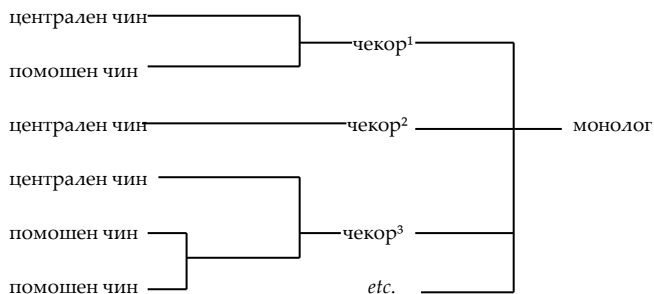 централен чин
чекор¹
помошен чин
централен чин
чекор²
монолог
централен чин
помошен чин
чекор³
помошен чин
etc.